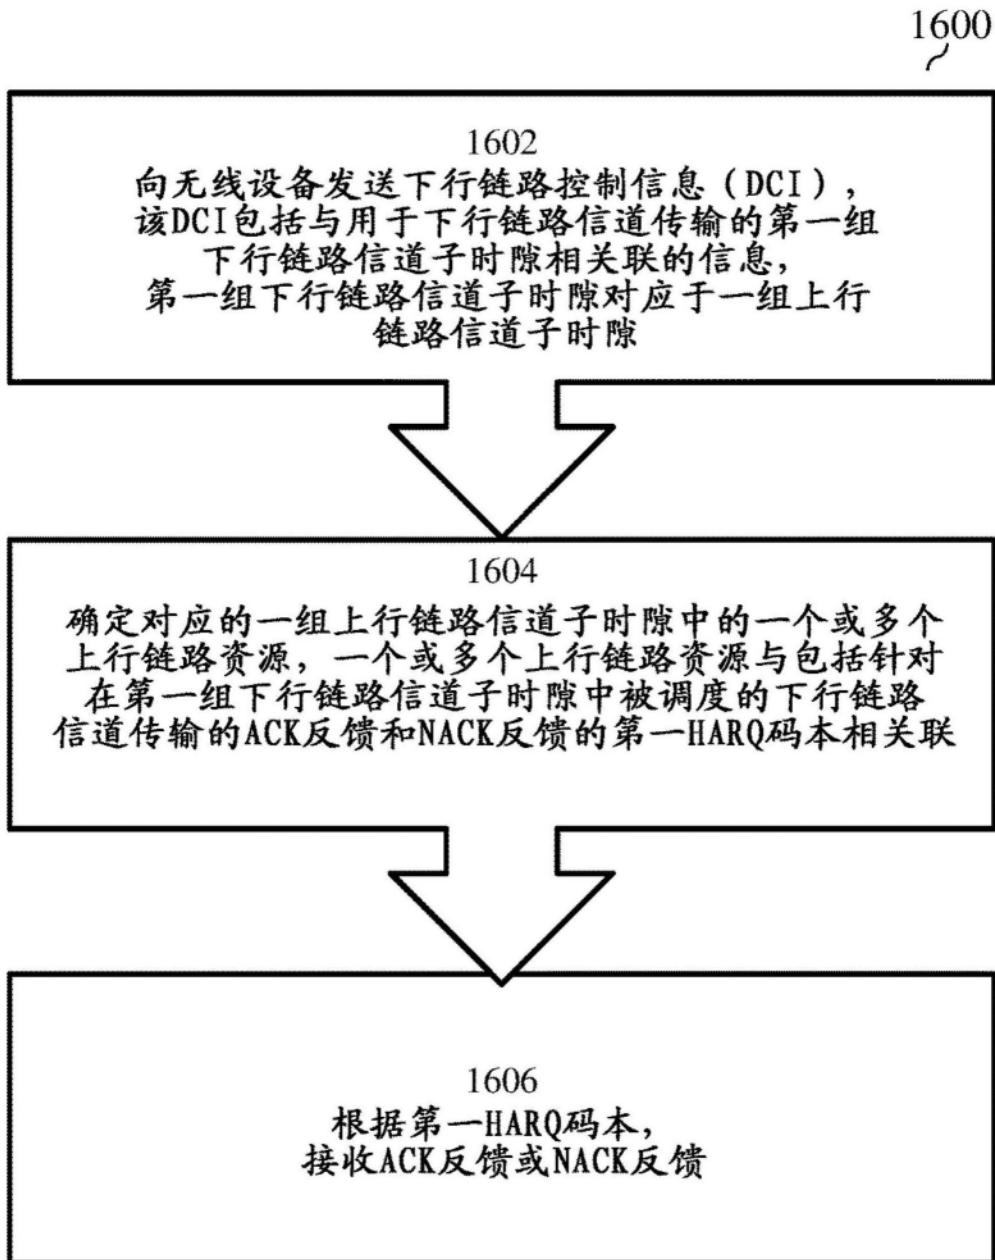 1600
1602
向无线设备发送下行链路控制信息（DCI），
该DCI包括与用于下行链路信道传输的第一组
下行链路信道子时隙相关联的信息，
第一组下行链路信道子时隙对应于一组上行
链路信道子时隙
1604
确定对应的一组上行链路信道子时隙中的一个或多个
上行链路资源，一个或多个上行链路资源与包括针对
在第一组下行链路信道子时隙中被调度的下行链路
信道传输的ACK反馈和NACK反馈的第一HARQ码本相关联
1606
根据第一HARQ码本，
接收ACK反馈或NACK反馈